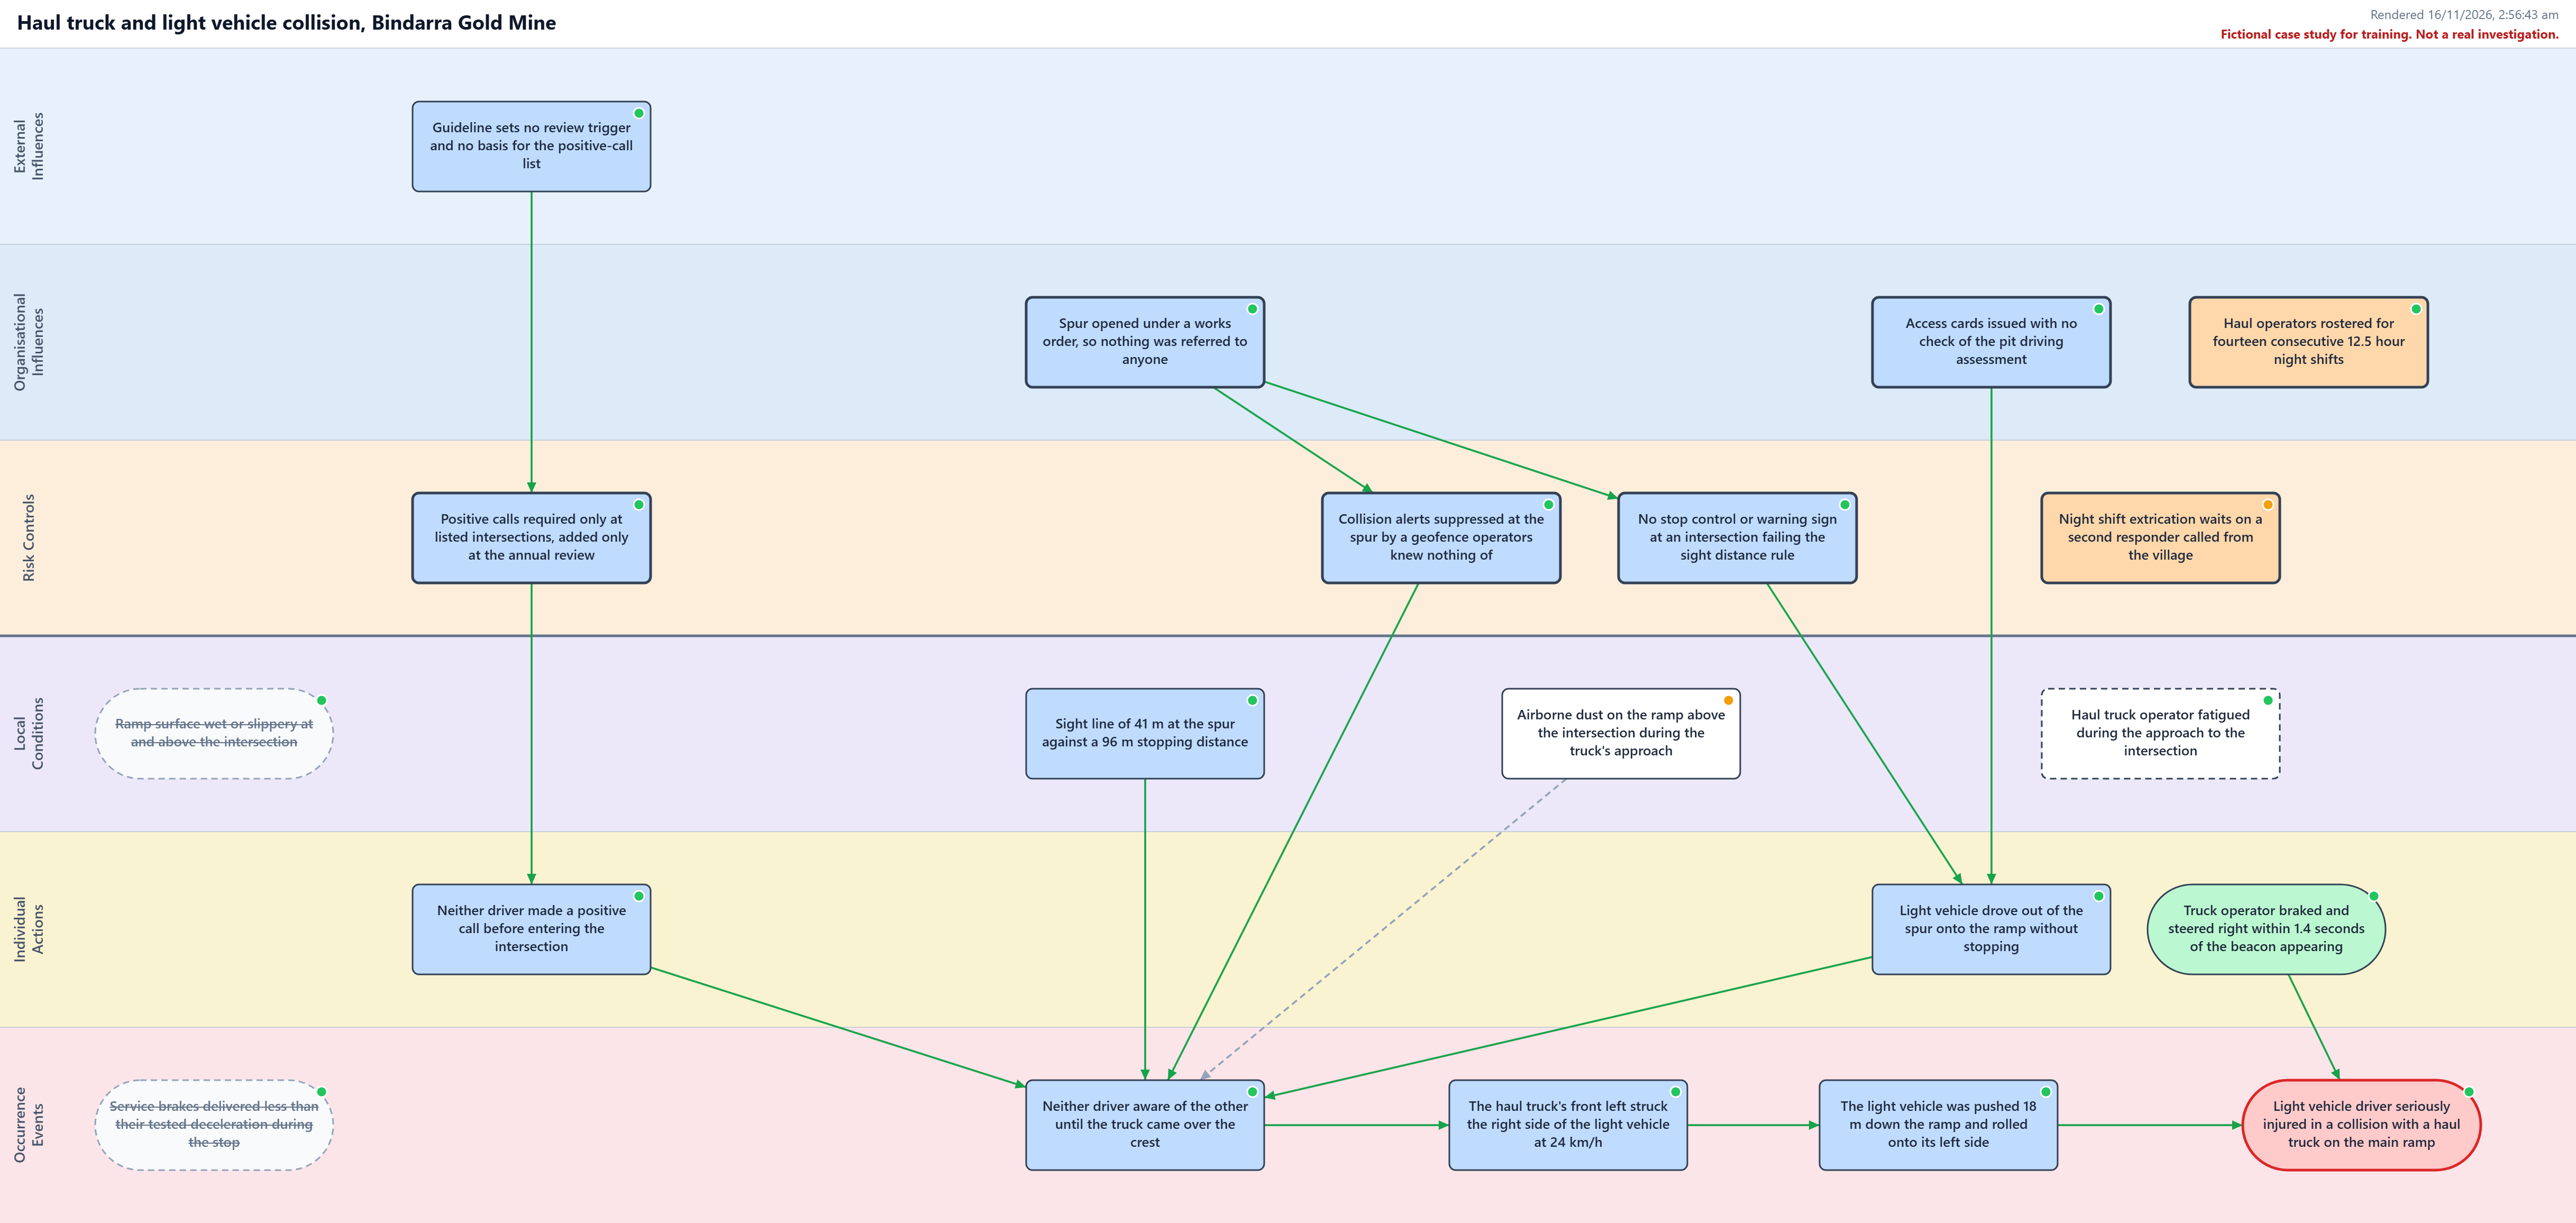 Haul truck and light vehicle collision, Bindarra Gold Mine
Rendered 16/11/2026, 2:56:43 am
Fictional case study for training. Not a real investigation.
External
Influences
Guideline sets no review trigger
and no basis for the positive-call
list
Organisational
Influences
Spur opened under a works
order, so nothing was referred to
anyone
Access cards issued with no
check of the pit driving
assessment
Haul operators rostered for
fourteen consecutive 12.5 hour
night shifts
Risk Controls
Positive calls required only at
listed intersections, added only
at the annual review
Collision alerts suppressed at the
spur by a geofence operators
knew nothing of
No stop control or warning sign
at an intersection failing the
sight distance rule
Night shift extrication waits on a
second responder called from
the village
Local
Conditions
Ramp surface wet or slippery at
and above the intersection
Sight line of 41 m at the spur
against a 96 m stopping distance
Airborne dust on the ramp above
the intersection during the
truck's approach
Haul truck operator fatigued
during the approach to the
intersection
Individual
Actions
Neither driver made a positive
call before entering the
intersection
Light vehicle drove out of the
spur onto the ramp without
stopping
Truck operator braked and
steered right within 1.4 seconds
of the beacon appearing
Occurrence
Events
Service brakes delivered less than
their tested deceleration during
the stop
Neither driver aware of the other
until the truck came over the
crest
The haul truck's front left struck
the right side of the light vehicle
at 24 km/h
The light vehicle was pushed 18
m down the ramp and rolled
onto its left side
Light vehicle driver seriously
injured in a collision with a haul
truck on the main ramp